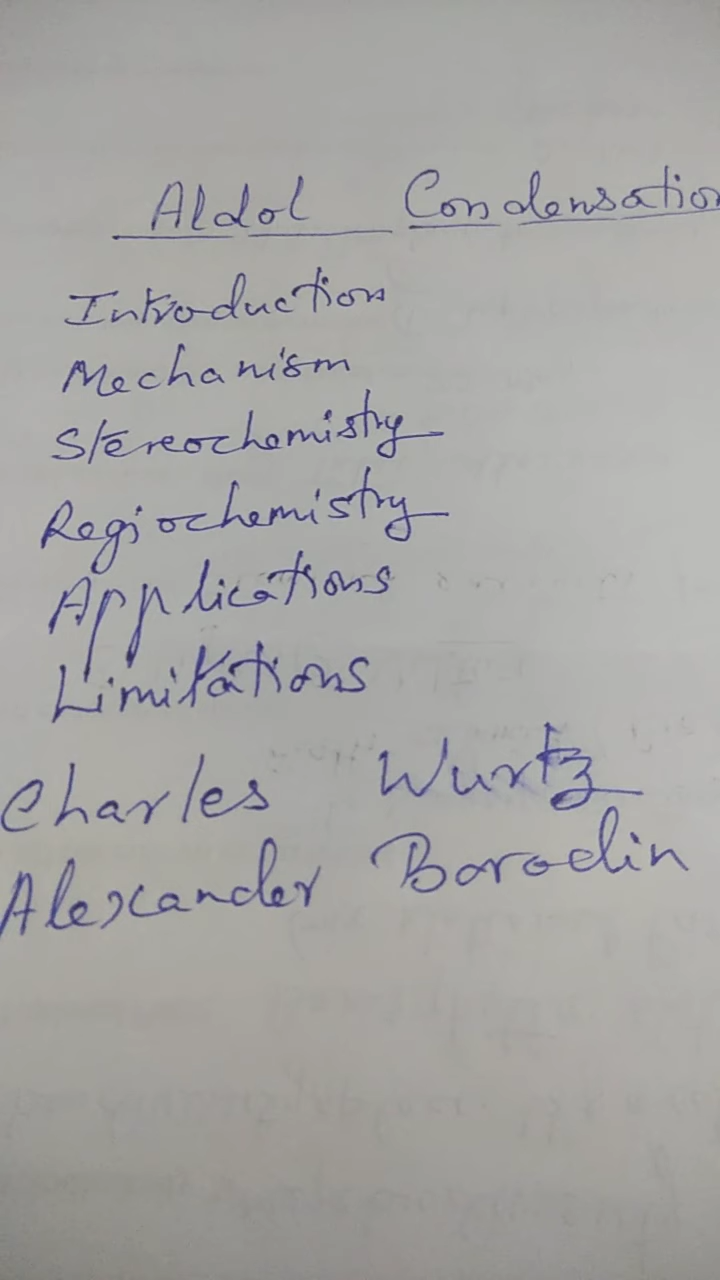 Aldol Condensation
Introduction
Mechanism
Stereochemistry
Regiochemistry
Applications
Limitations
Charles Wurtz
Alexander Borodin